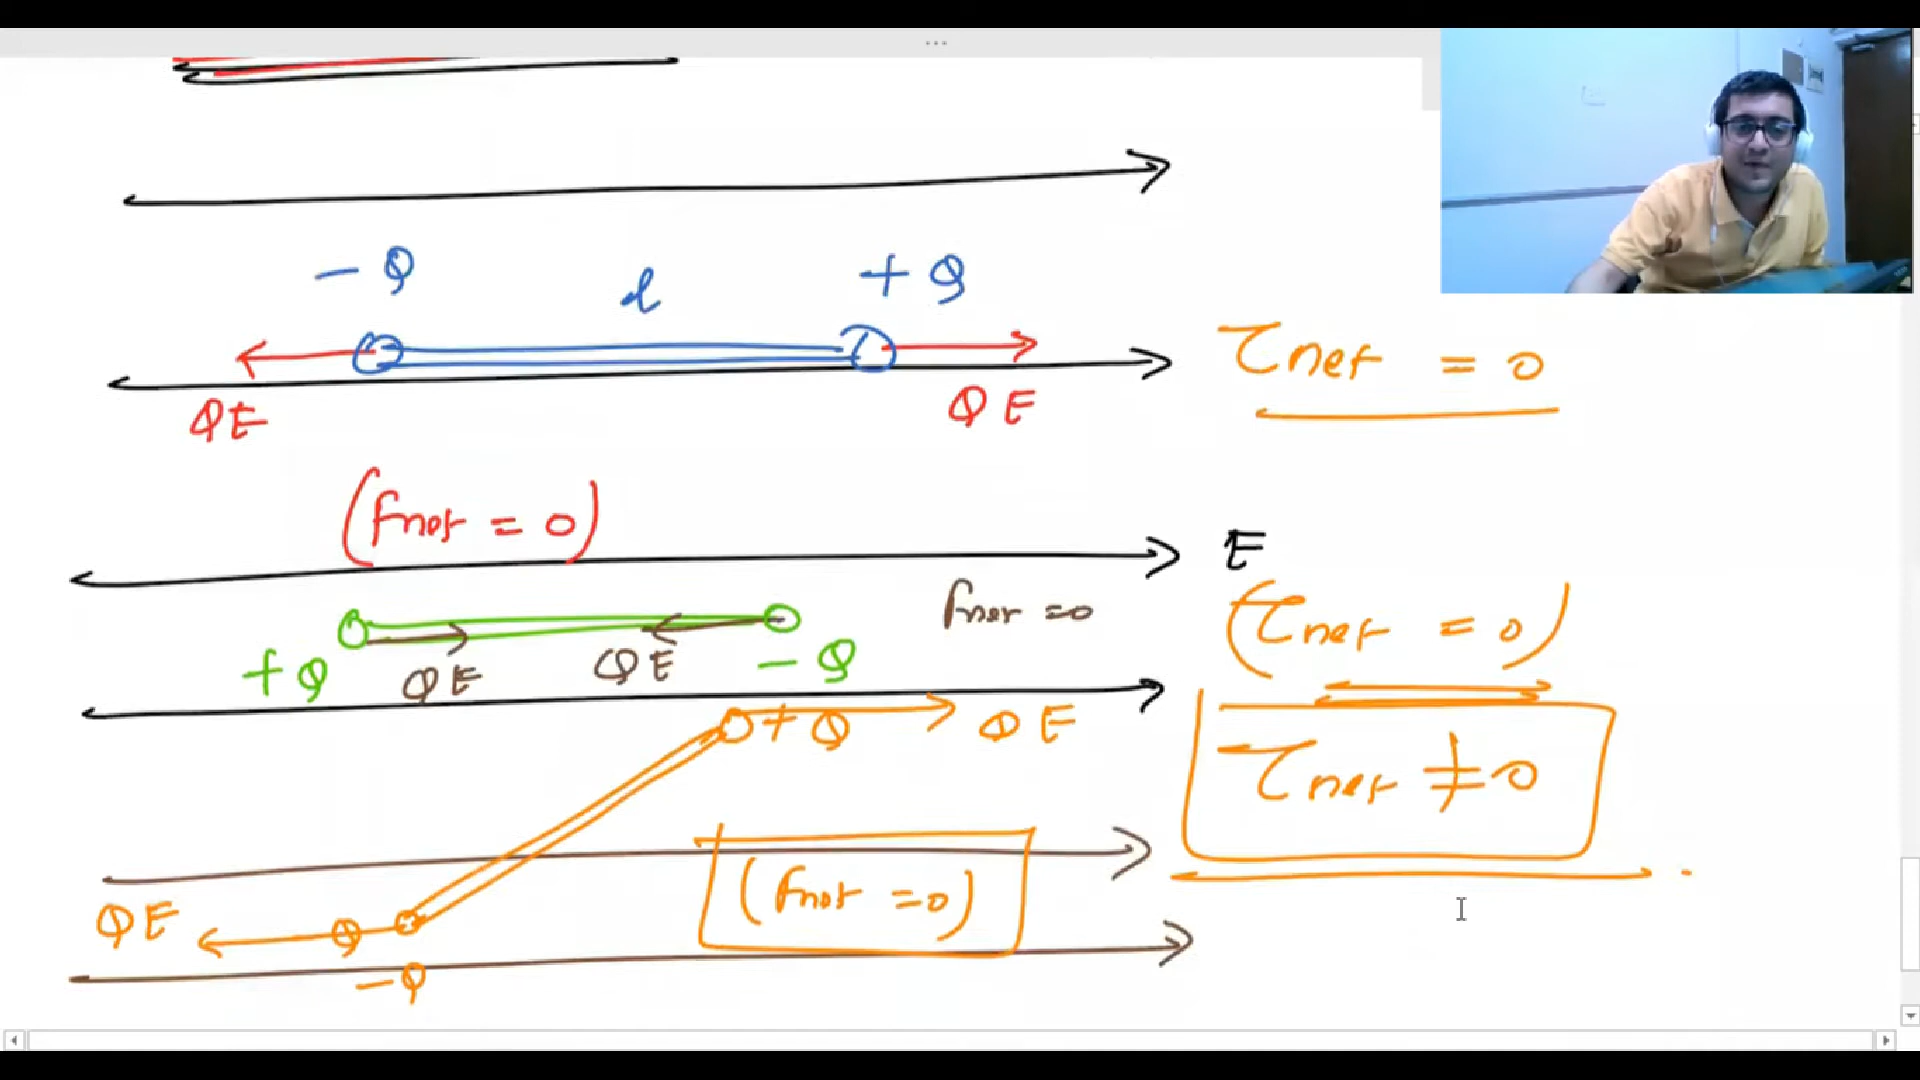 - Q l + Q
τnet = 0
QE QE
(Fnet = 0)
E
Fnet = 0
(τnet = 0)
+ Q QE QE - Q
+ Q QE
τnet ≠ 0
(Fnet = 0)
QE
- Q